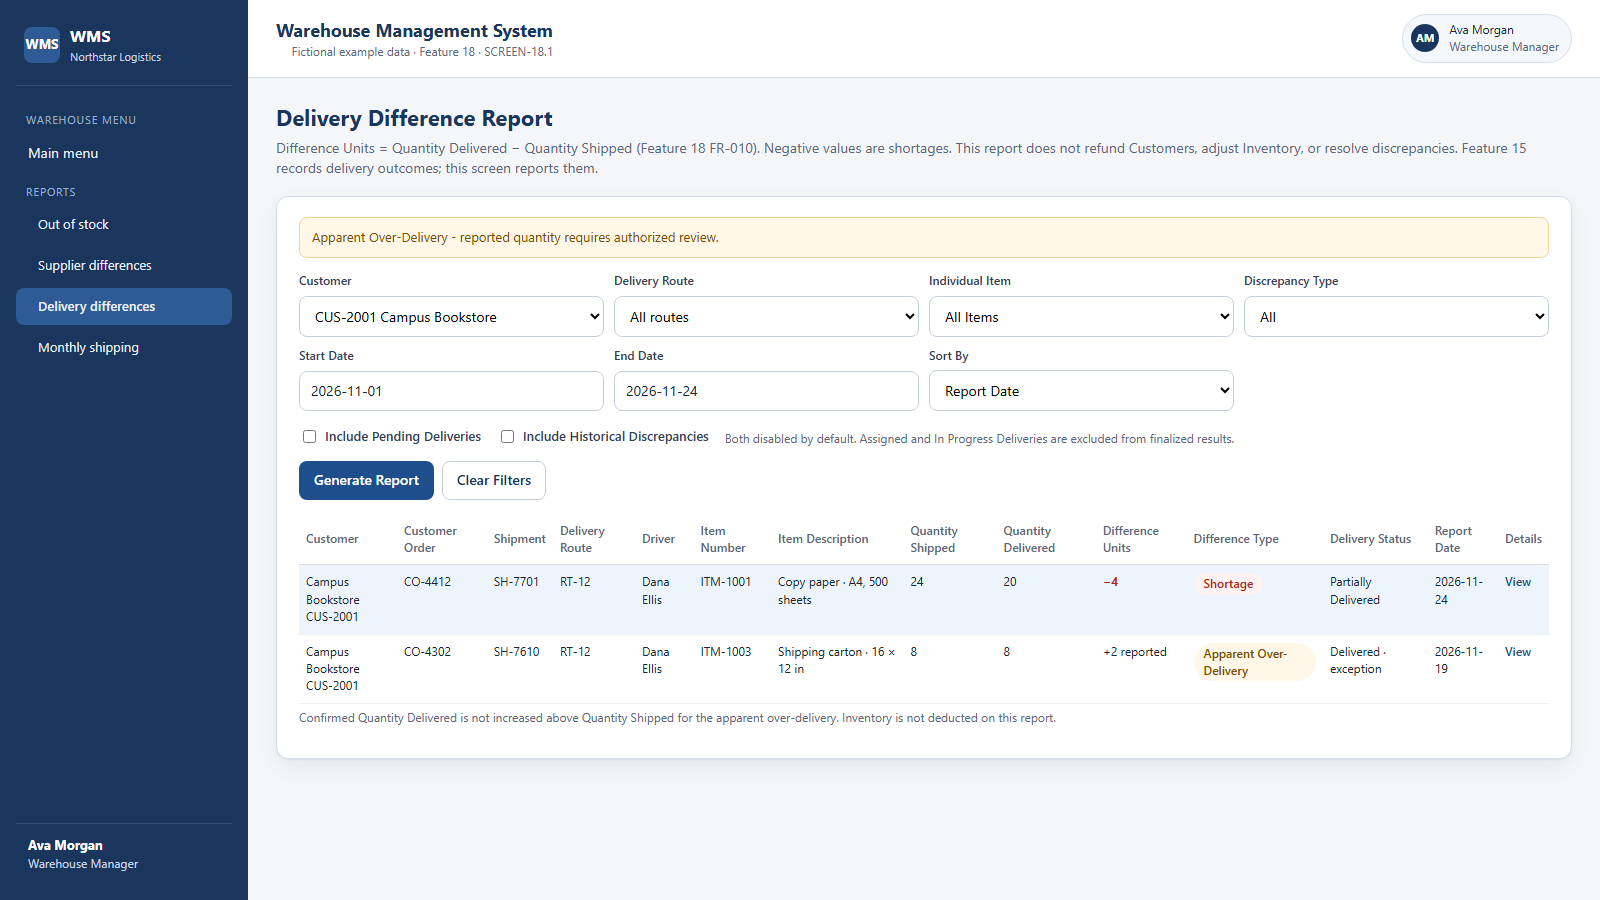 WMS
WMS
Northstar Logistics
WAREHOUSE MENU
Main menu
REPORTS
Out of stock
Supplier differences
Delivery differences
Monthly shipping
Ava Morgan
Warehouse Manager
Warehouse Management System
Fictional example data · Feature 18 · SCREEN-18.1
AM
Ava Morgan
Warehouse Manager
Delivery Difference Report
Difference Units = Quantity Delivered − Quantity Shipped (Feature 18 FR-010). Negative values are shortages. This report does not refund Customers, adjust Inventory, or resolve discrepancies. Feature 15
records delivery outcomes; this screen reports them.
Apparent Over-Delivery - reported quantity requires authorized review.
Customer
CUS-2001 Campus Bookstore
Delivery Route
All routes
Individual Item
All Items
Discrepancy Type
All
Start Date
2026-11-01
End Date
2026-11-24
Sort By
Report Date
Include Pending Deliveries
Include Historical Discrepancies
Both disabled by default. Assigned and In Progress Deliveries are excluded from finalized results.
Generate Report
Clear Filters
Customer
Customer
Order
Shipment
Delivery
Route
Driver
Item
Number
Item Description
Quantity
Shipped
Quantity
Delivered
Difference
Units
Difference Type
Delivery Status
Report
Date
Details
Campus
Bookstore
CUS-2001
CO-4412
SH-7701
RT-12
Dana
Ellis
ITM-1001
Copy paper · A4, 500
sheets
24
20
−4
Shortage
Partially
Delivered
2026-11-
24
View
Campus
Bookstore
CUS-2001
CO-4302
SH-7610
RT-12
Dana
Ellis
ITM-1003
Shipping carton · 16 ×
12 in
8
8
+2 reported
Apparent Over-
Delivery
Delivered ·
exception
2026-11-
19
View
Confirmed Quantity Delivered is not increased above Quantity Shipped for the apparent over-delivery. Inventory is not deducted on this report.